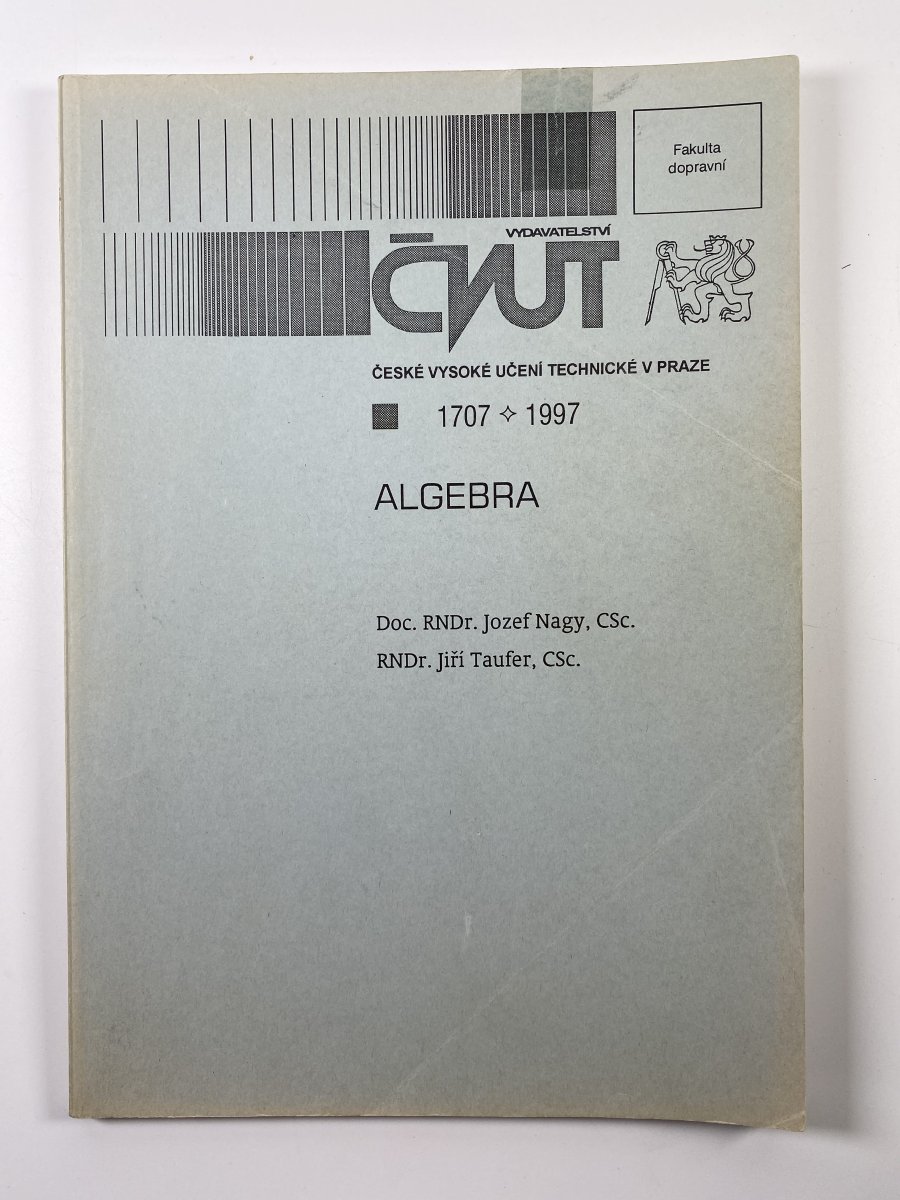 Fakulta
dopravní
VYDAVATELSTVÍ
ČVUT
ČESKÉ VYSOKÉ UČENÍ TECHNICKÉ V PRAZE
1707 ✧ 1997
ALGEBRA
Doc. RNDr. Jozef Nagy, CSc.
RNDr. Jiří Taufer, CSc.